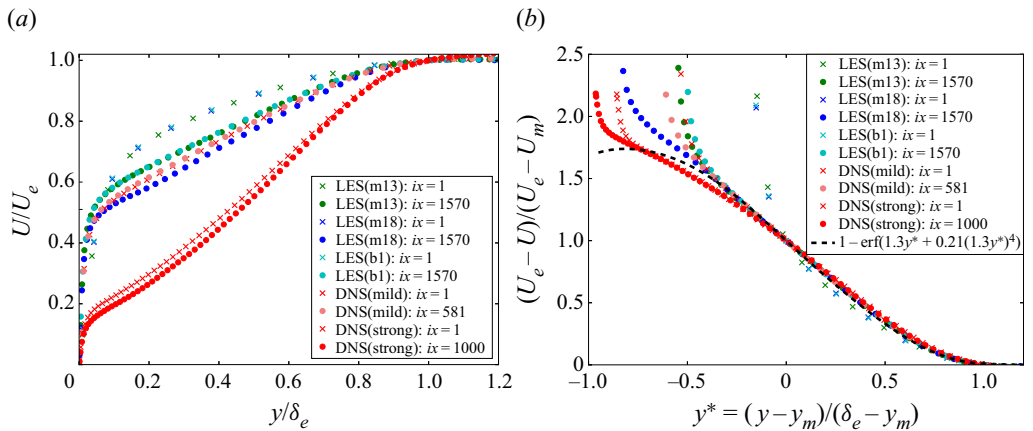 (a)
1.0
0.8
0.6
0.4
0.2
0
0.2
0.4
0.6
0.8
1.0
1.2
U/U_e
y/δ_e
LES(m13): ix = 1
LES(m13): ix = 1570
LES(m18): ix = 1
LES(m18): ix = 1570
LES(b1): ix = 1
LES(b1): ix = 1570
DNS(mild): ix = 1
DNS(mild): ix = 581
DNS(strong): ix = 1
DNS(strong): ix = 1000
(b)
2.5
2.0
1.5
1.0
0.5
0
−1.0
−0.5
0
0.5
1.0
(U_e − U)/(U_e − U_m)
y* = (y − y_m)/(δ_e − y_m)
LES(m13): ix = 1
LES(m13): ix = 1570
LES(m18): ix = 1
LES(m18): ix = 1570
LES(b1): ix = 1
LES(b1): ix = 1570
DNS(mild): ix = 1
DNS(mild): ix = 581
DNS(strong): ix = 1
DNS(strong): ix = 1000
1 − erf(1.3y* + 0.21(1.3y*)⁴)